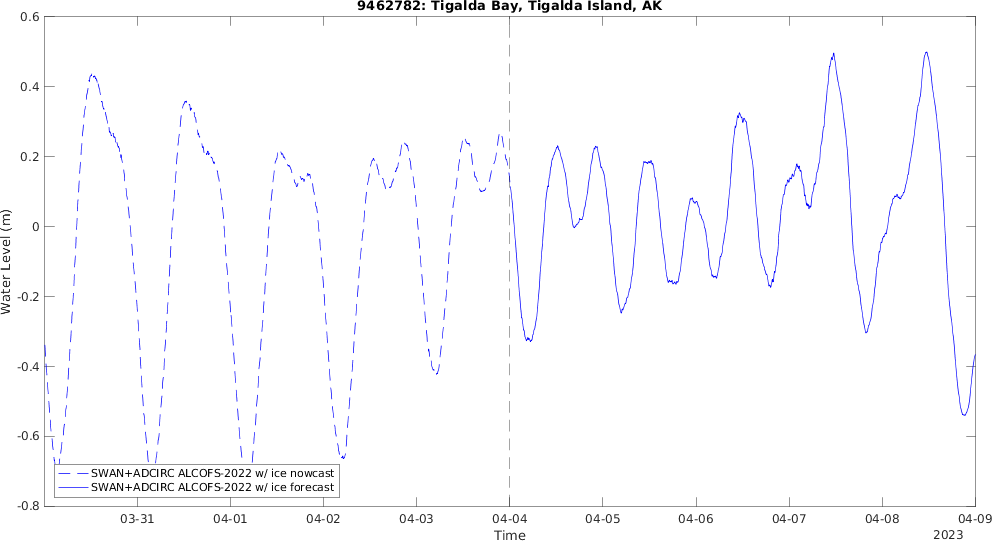 9462782: Tigalda Bay, Tigalda Island, AK
0.6
0.4
0.2
0
-0.2
-0.4
-0.6
-0.8
Water Level (m)
SWAN+ADCIRC ALCOFS-2022 w/ ice nowcast
SWAN+ADCIRC ALCOFS-2022 w/ ice forecast
03-31 04-01 04-02 04-03 04-04 04-05 04-06 04-07 04-08 04-09
Time
2023